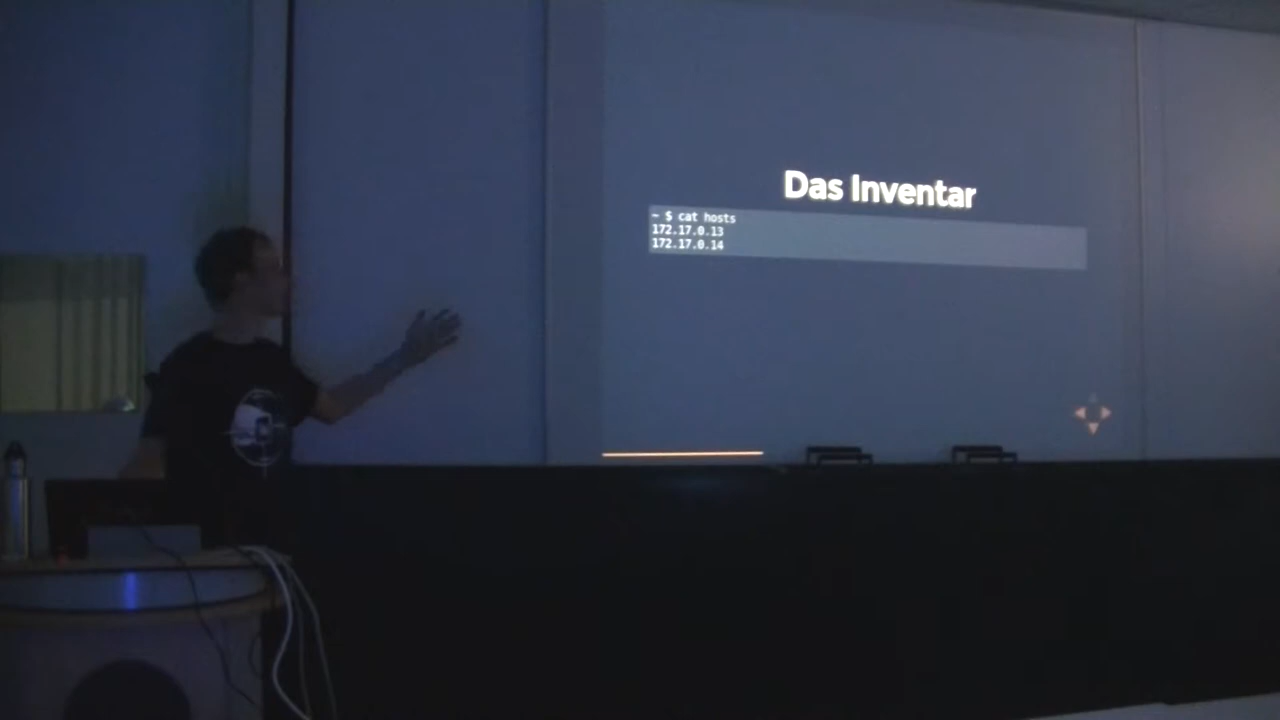 Das Inventar
~ $ cat hosts
172.17.0.13
172.17.0.14